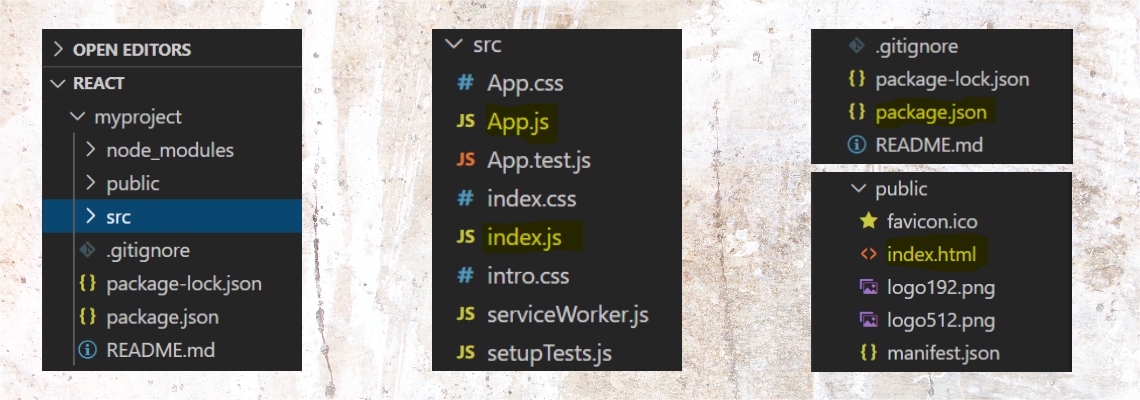 OPEN EDITORS
REACT
myproject
node_modules
public
src
.gitignore
package-lock.json
package.json
README.md
src
App.css
App.js
App.test.js
index.css
index.js
intro.css
serviceWorker.js
setupTests.js
.gitignore
package-lock.json
package.json
README.md
public
favicon.ico
index.html
logo192.png
logo512.png
manifest.json